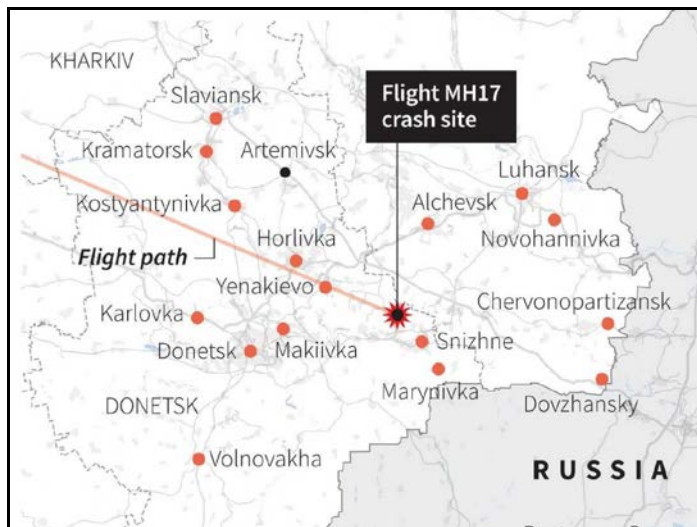 KHARKIV
Slaviansk
Flight MH17
crash site
Kramatorsk
Artemivsk
Luhansk
Kostyantynivka
Alchevsk
Novohannivka
Flight path
Horlivka
Yenakievo
Karlovka
Chervonopartizansk
Donetsk
Makiivka
Snizhne
Marynivka
DONETSK
Dovzhansky
Volnovakha
RUSSIA